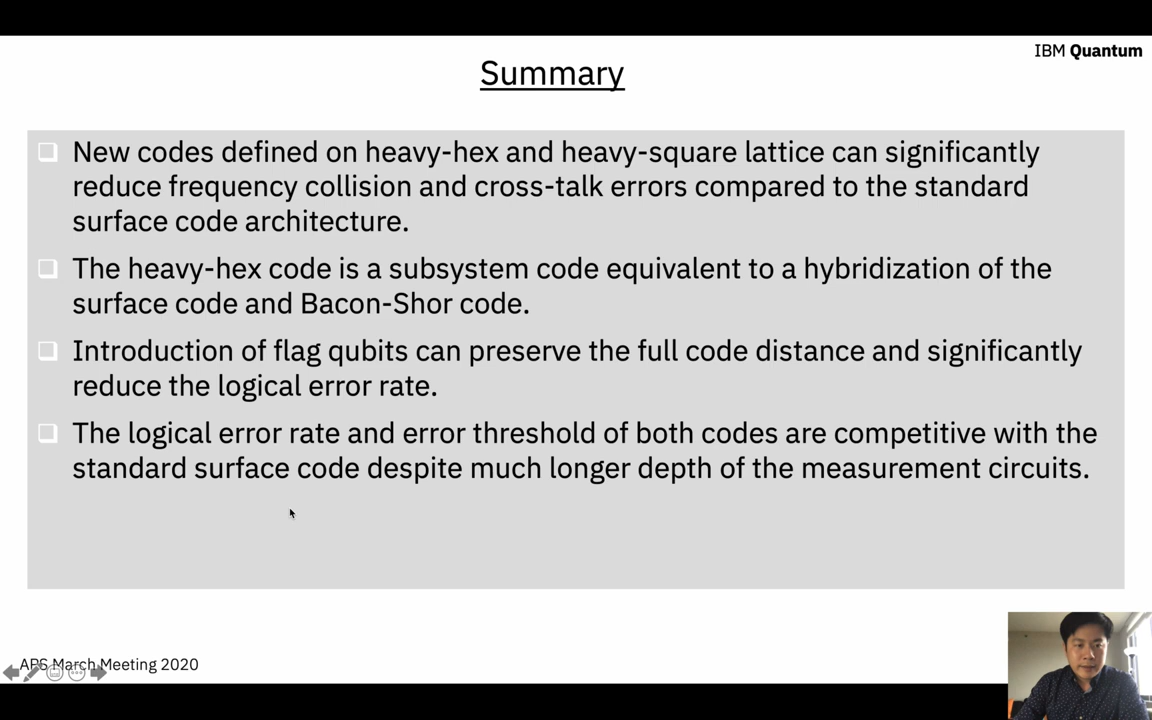 IBM Quantum
Summary
New codes defined on heavy-hex and heavy-square lattice can significantly
reduce frequency collision and cross-talk errors compared to the standard
surface code architecture.
The heavy-hex code is a subsystem code equivalent to a hybridization of the
surface code and Bacon-Shor code.
Introduction of flag qubits can preserve the full code distance and significantly
reduce the logical error rate.
The logical error rate and error threshold of both codes are competitive with the
standard surface code despite much longer depth of the measurement circuits.
APS March Meeting 2020